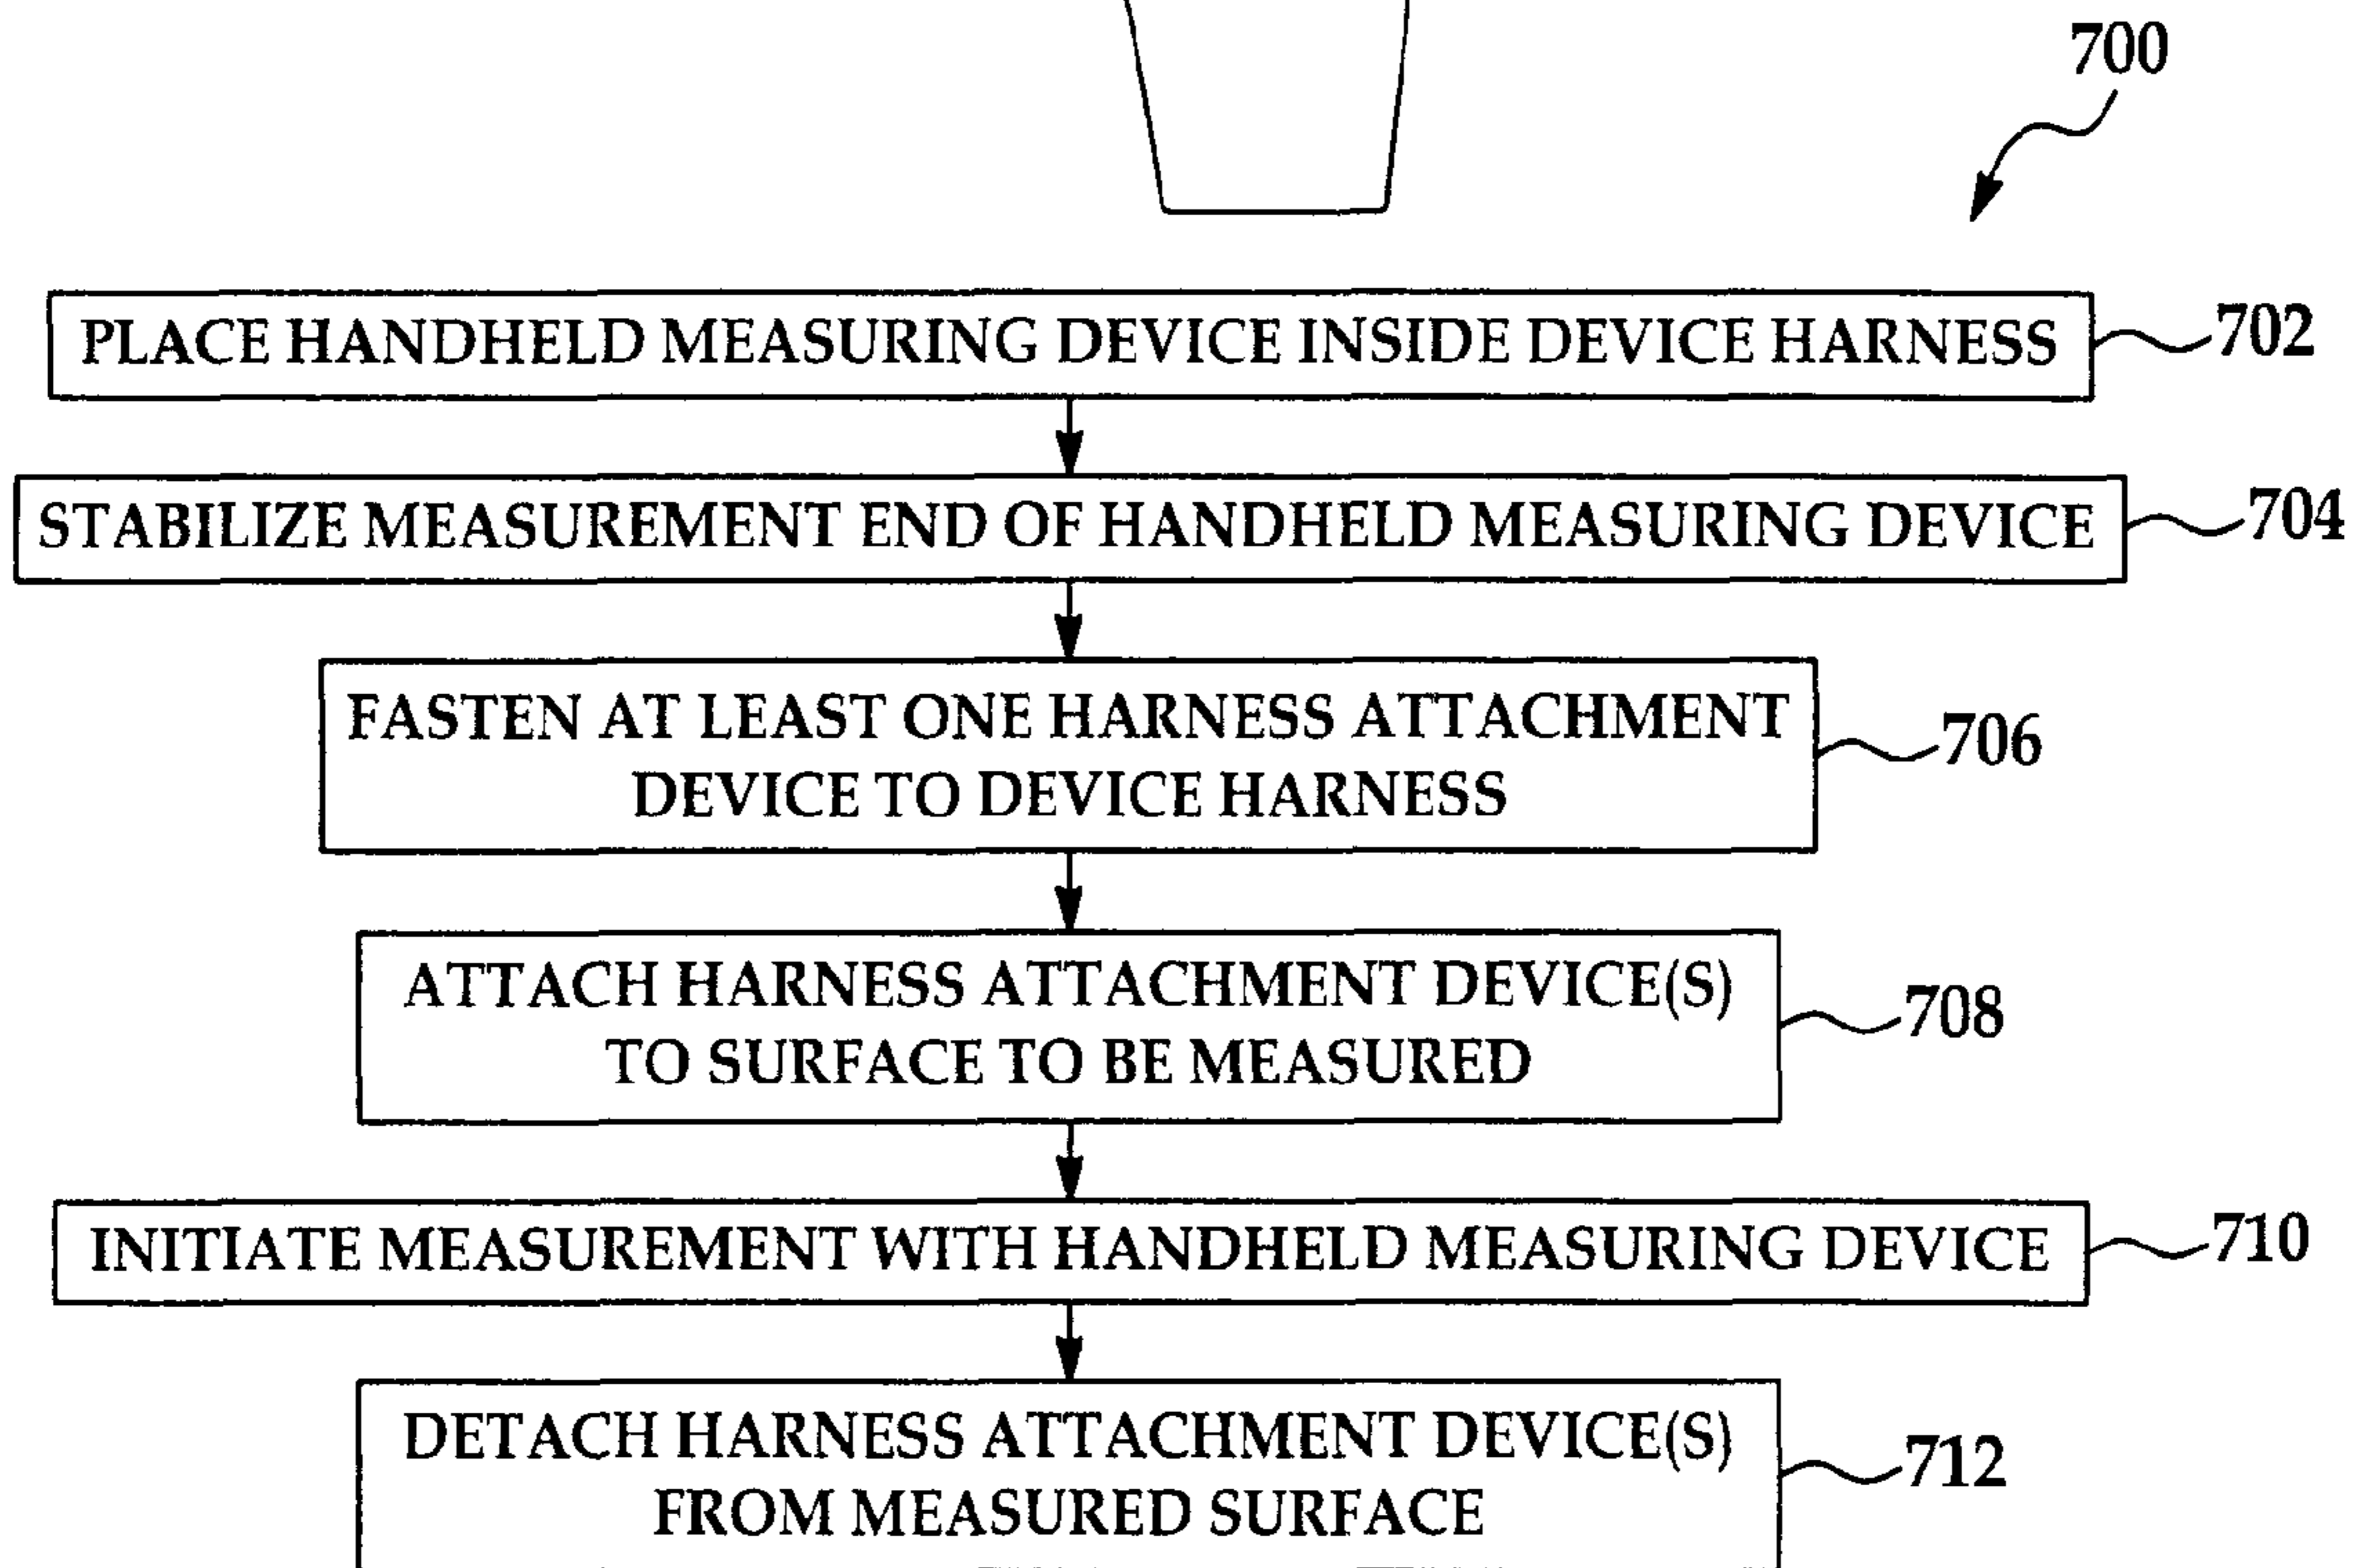 700
PLACE HANDHELD MEASURING DEVICE INSIDE DEVICE HARNESS
702
STABILIZE MEASUREMENT END OF HANDHELD MEASURING DEVICE
704
FASTEN AT LEAST ONE HARNESS ATTACHMENT
DEVICE TO DEVICE HARNESS
706
ATTACH HARNESS ATTACHMENT DEVICE(S)
TO SURFACE TO BE MEASURED
708
INITIATE MEASUREMENT WITH HANDHELD MEASURING DEVICE
710
DETACH HARNESS ATTACHMENT DEVICE(S)
FROM MEASURED SURFACE
712